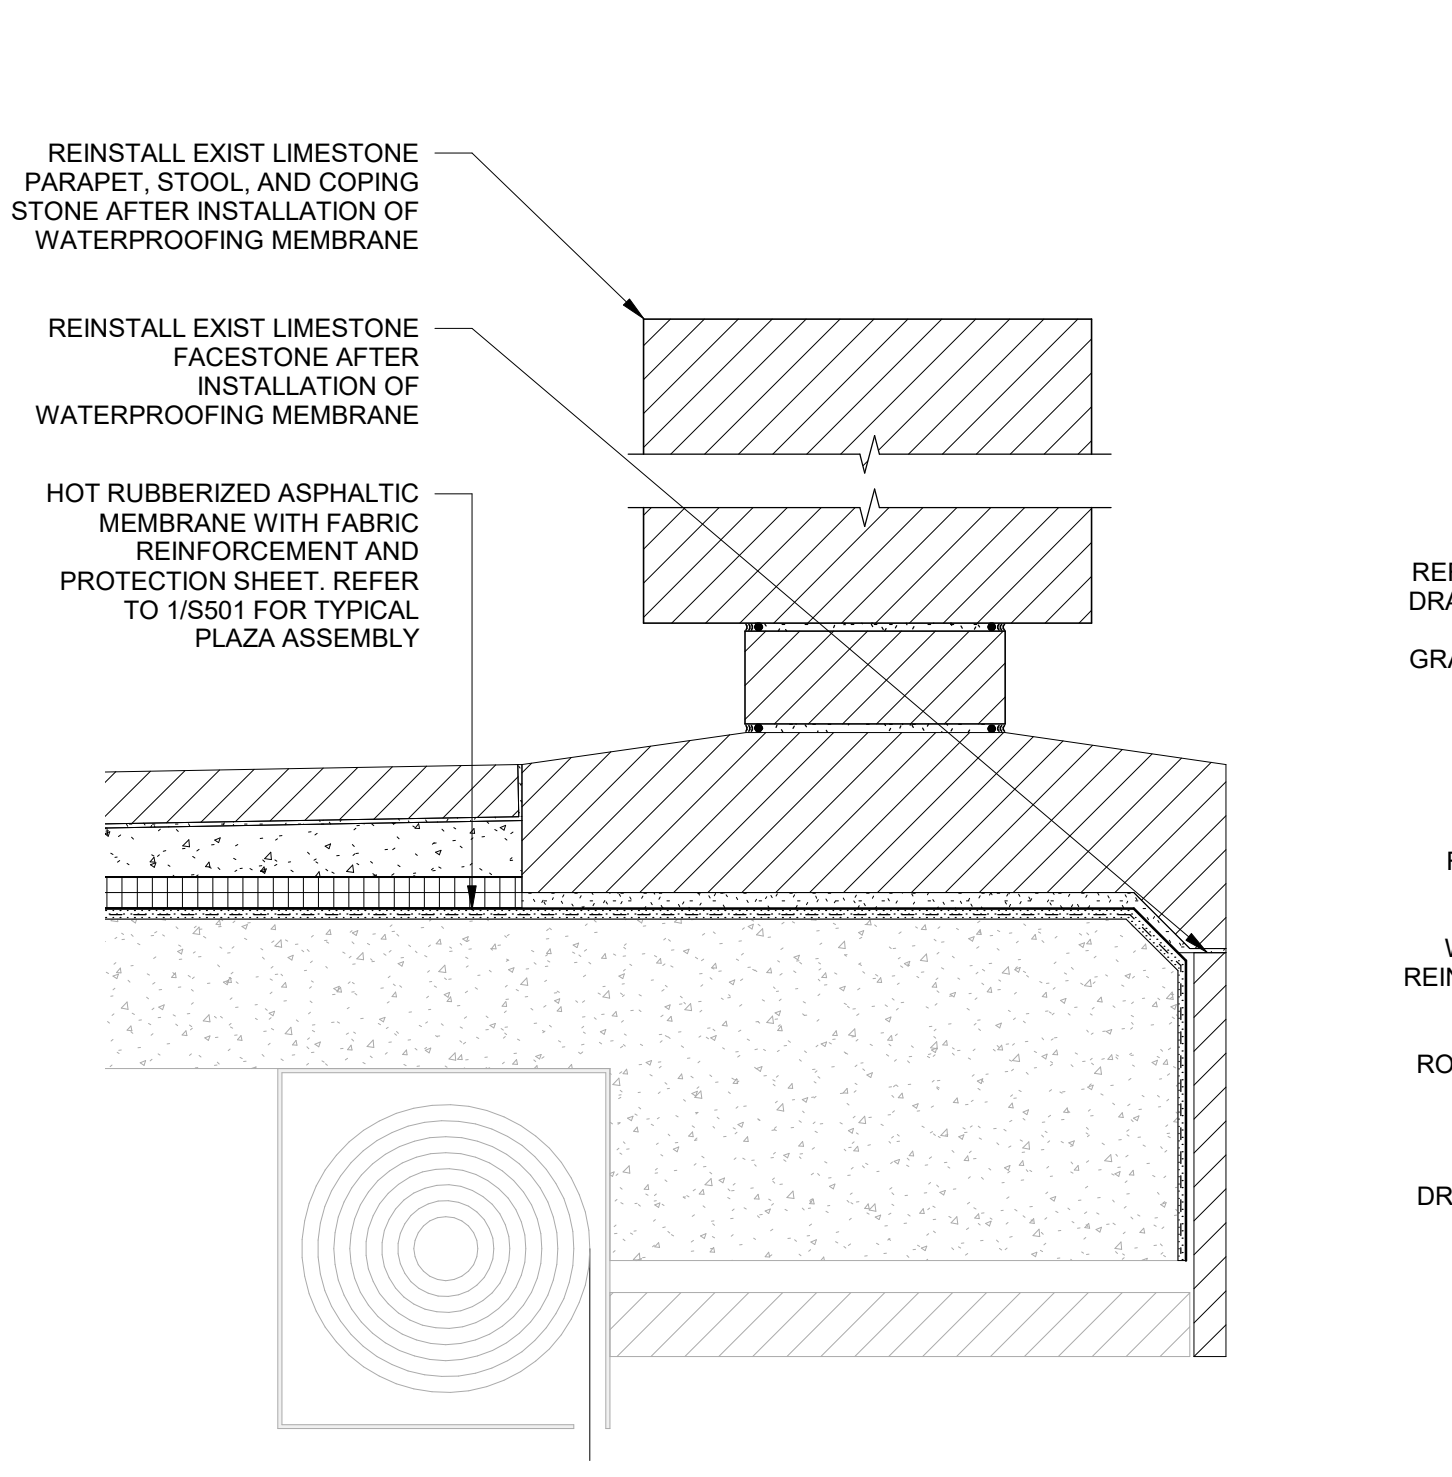 REINSTALL EXIST LIMESTONE
PARAPET, STOOL, AND COPING
STONE AFTER INSTALLATION OF
WATERPROOFING MEMBRANE
REINSTALL EXIST LIMESTONE
FACESTONE AFTER
INSTALLATION OF
WATERPROOFING MEMBRANE
HOT RUBBERIZED ASPHALTIC
MEMBRANE WITH FABRIC
REINFORCEMENT AND
PROTECTION SHEET. REFER
TO 1/S501 FOR TYPICAL
PLAZA ASSEMBLY